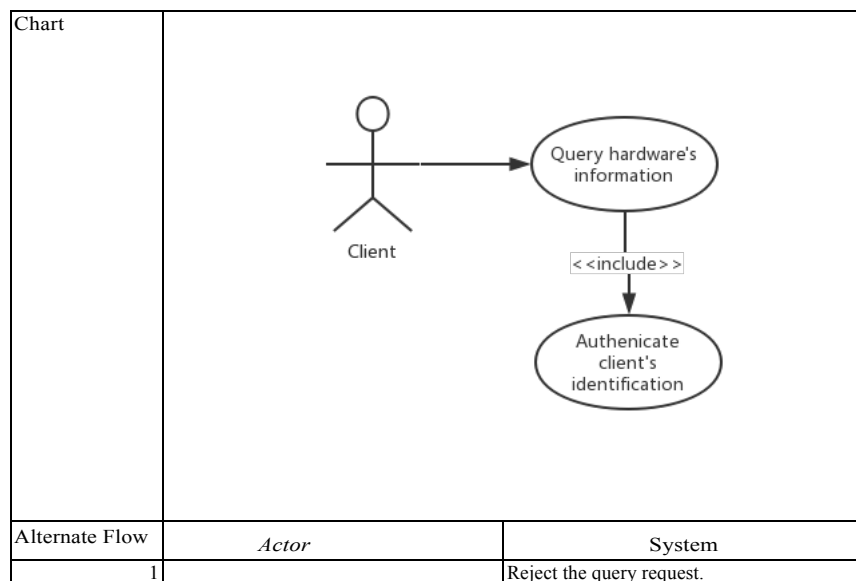 Chart
Query hardware's
information
Client
<<include>>
Authenicate
client's
identification
Alternate Flow Actor System
1 Reject the query request.